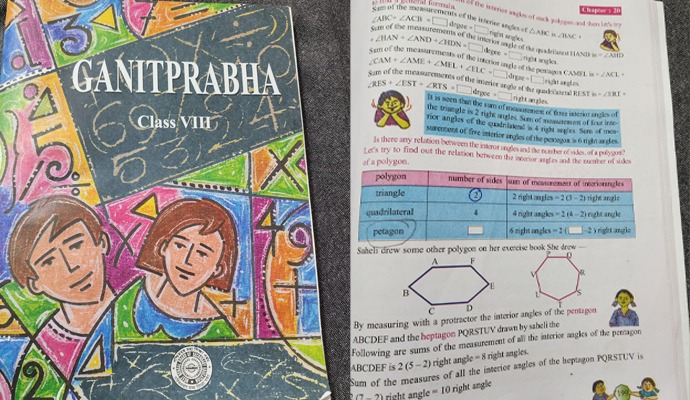 GANITPRABHA
Class VIII
Chapter : 20
Sum of the measurements of the interior angles of ∠ABC is ∠BAC +
∠ABC+ ∠ACB = □ degree = □ right angles.
Sum of the measurements of the interior angle of the quadrilateral HAND is = ∠AHD
+ ∠HAN + ∠AND + ∠HDN = □ degree = □ right angles.
Sum of the measurements of the interior angle of the pentagon CAMEL is = ∠ACL +
∠CAM + ∠AME + ∠MEL + ∠ELC = □ degree = □ right angles.
Sum of the measurements of the interior angle of the quadrilateral REST is = ∠ERT +
∠RES + ∠EST + ∠RTS = □ degree = □ right angles.
It is seen that the sum of measurement of three interior angles of
the triangle is 2 right angles. Sum of measurement of four inte-
rior angles of the quadrilateral is 4 right angles. Sum of mea-
surement of five interior angles of the pentagon is 6 right angles.
Is there any relation between the interior angles and the number of sides, of a polygon?
Let's try to find out the relation between the interior angles and the number of sides
of a polygon.
polygon number of sides sum of measurement of interiorangles
triangle 2 2 right angles = 2 (3 – 2) right angle
quadrilateral 4 4 right angles = 2 (4 – 2) right angle
petagon □ 6 right angles = 2 (□ – 2 ) right angle
Saheli drew some other polygon on her exercise book She drew —
A F
B E
C D
P Q
V R
S
T
By measuring with a protractor the interior angles of the pentagon
ABCDEF and the heptagon PQRSTUV drawn by saheli the
Following are sums of the measurement of all the interior angles of the pentagon
ABCDEF is 2 (5 – 2) right angle = 8 right angles.
Sum of the measures of all the interior angles of the heptagon PQRSTUV is
2 (7 – 2) right angle = 10 right angle
190